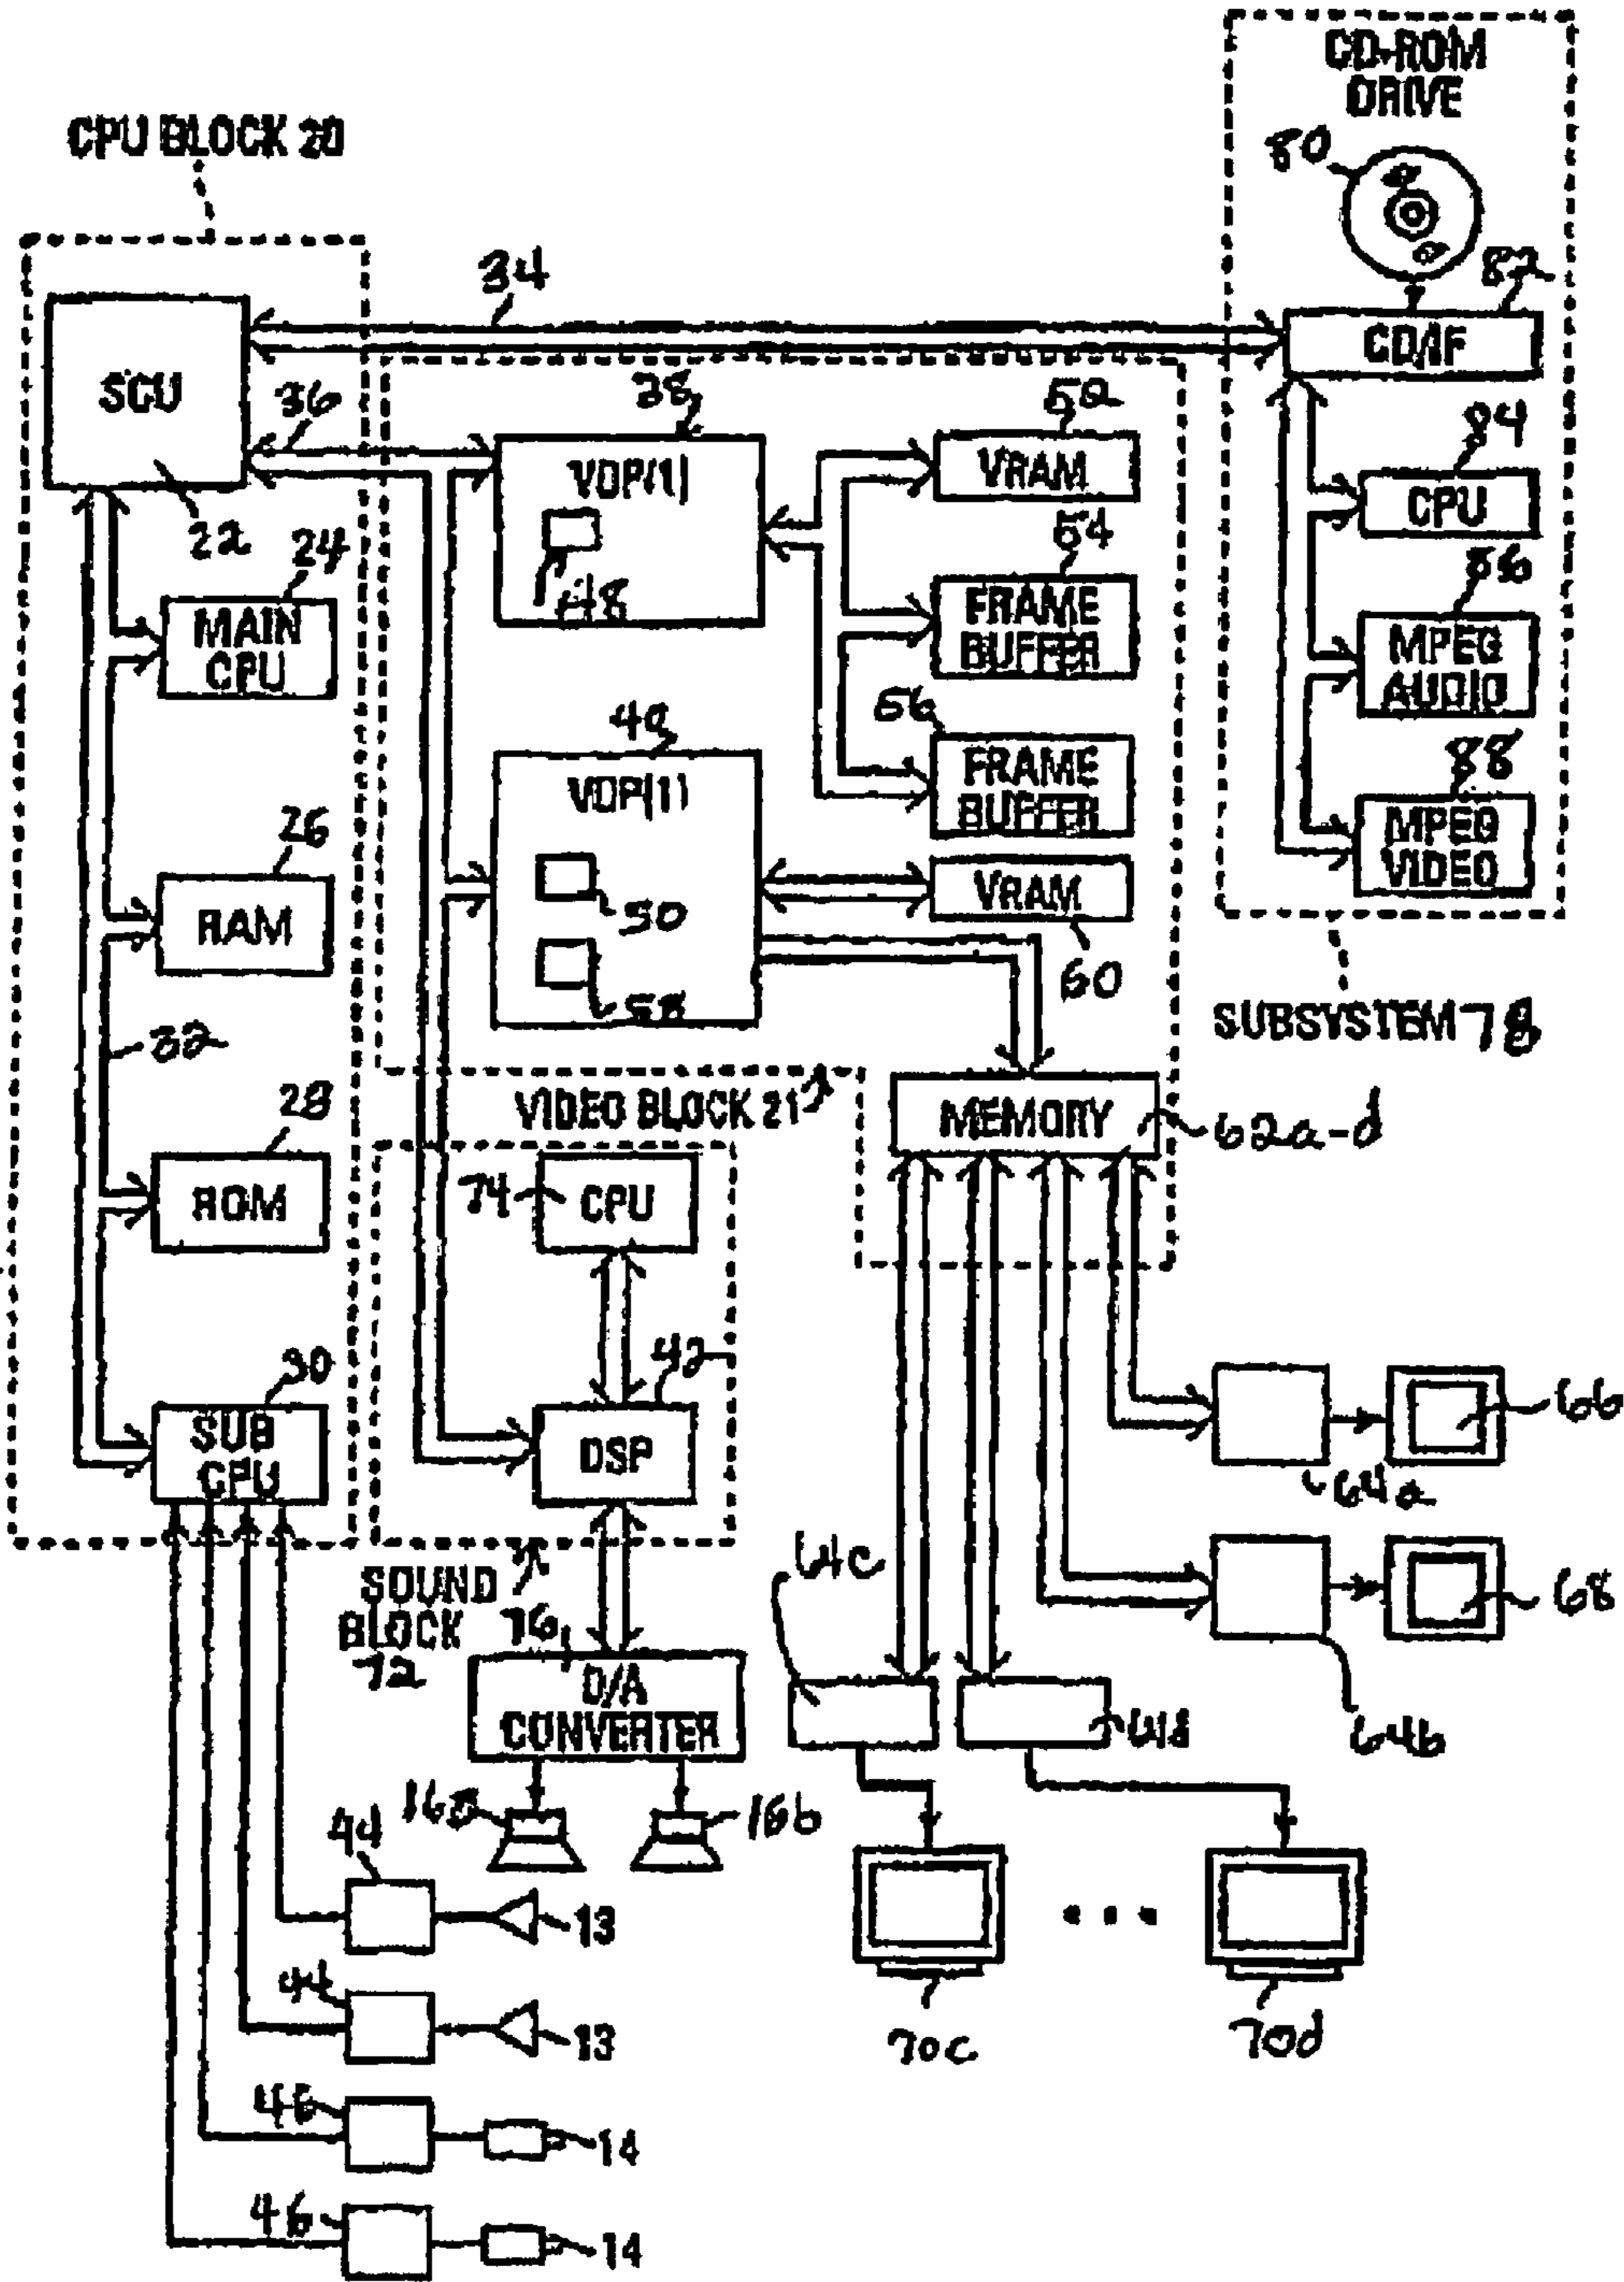 CD-ROM
DRIVE
80
CPU BLOCK 20
34
82
CD/IF
SCU
36
38
52
VDP(1)
VRAM
84
CPU
22
24
48
54
MAIN
CPU
FRAME
BUFFER
86
MPEG
AUDIO
40
56
FRAME
BUFFER
88
VDP(1)
MPEG
VIDEO
26
RAM
50
VRAM
58
60
SUBSYSTEM 78
32
28
VIDEO BLOCK 21
MEMORY
62a-d
ROM
74
CPU
30
42
SUB
CPU
DSP
66
64a
64c
SOUND
BLOCK
72
76
68
D/A
CONVERTER
64d
64b
16a
16b
44
13
44
13
70c
70d
46
14
46
14